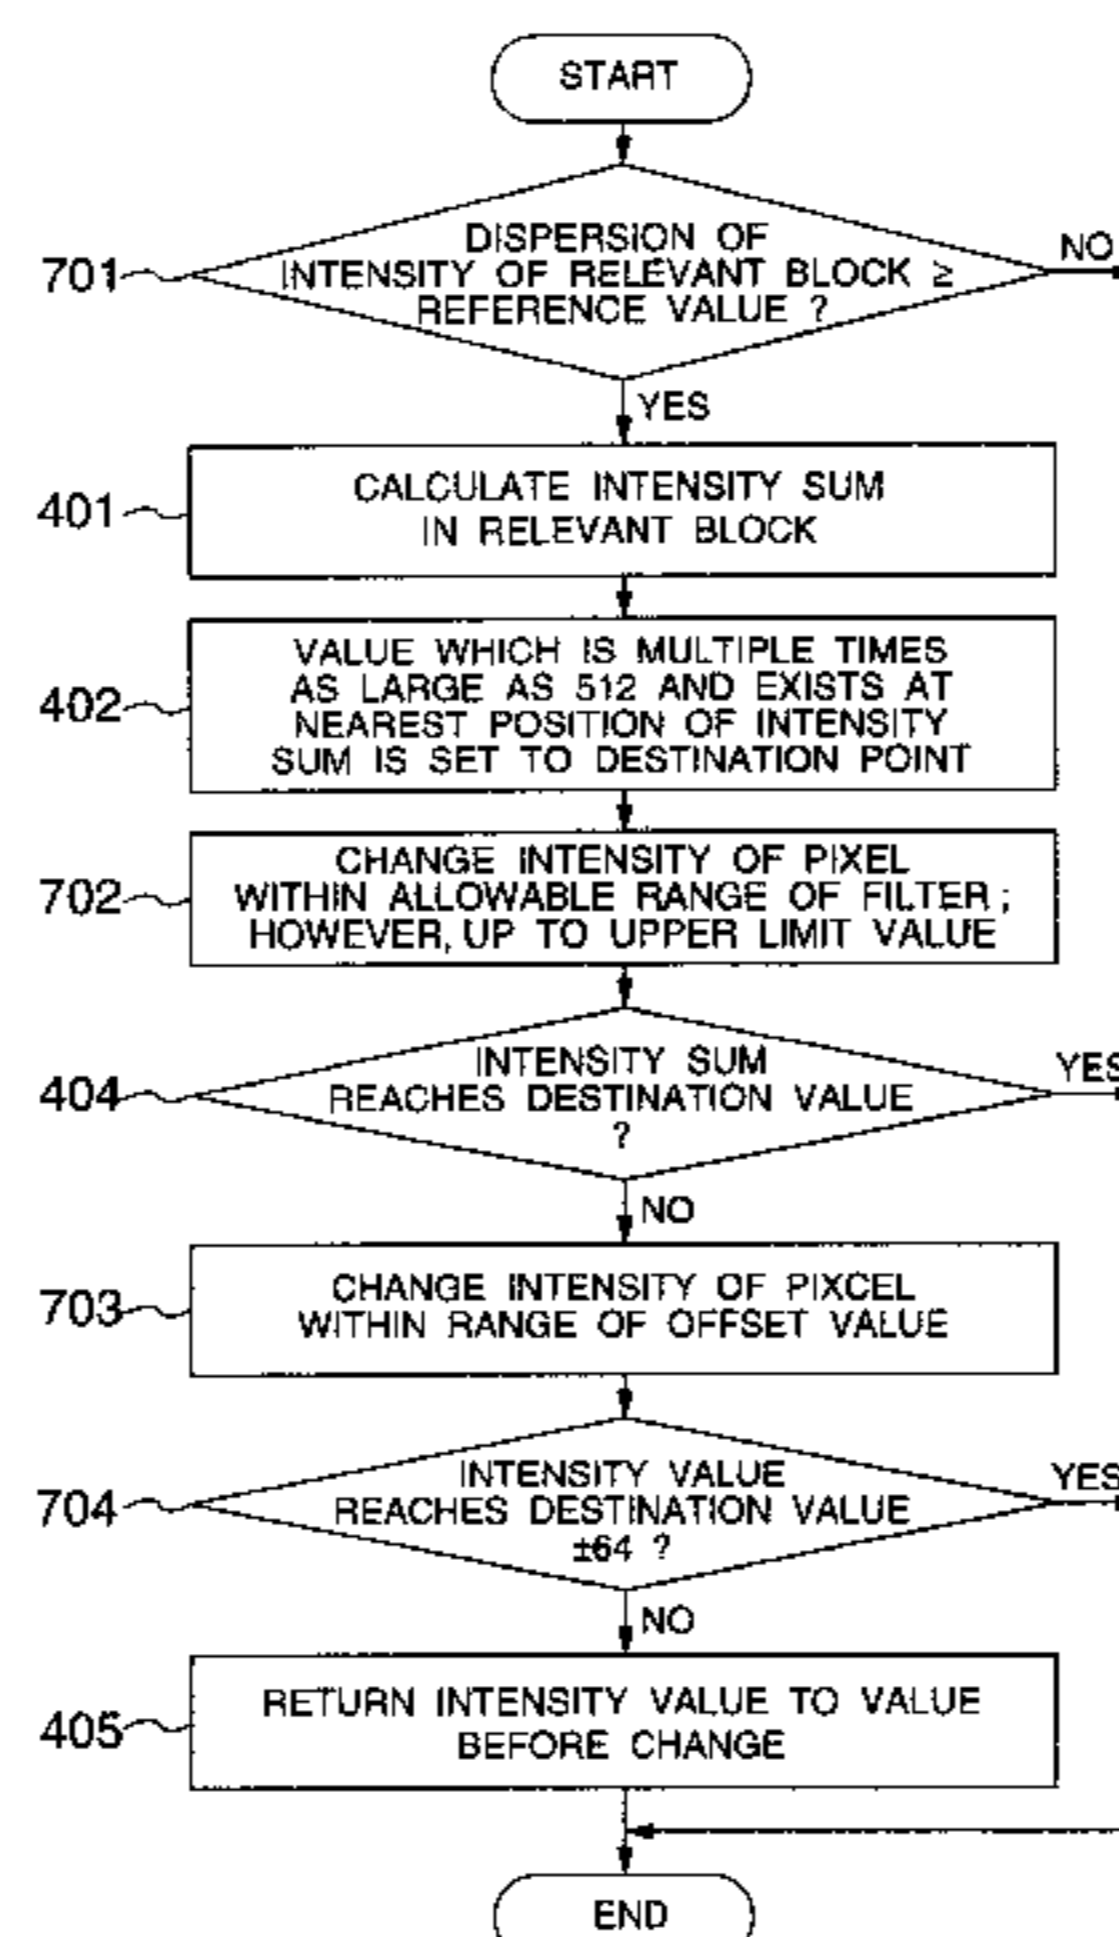 START
DISPERSION OF
INTENSITY OF RELEVANT BLOCK ≥
REFERENCE VALUE ?
701
NO
YES
CALCULATE INTENSITY SUM
IN RELEVANT BLOCK
401
VALUE WHICH IS MULTIPLE TIMES
AS LARGE AS 512 AND EXISTS AT
NEAREST POSITION OF INTENSITY
SUM IS SET TO DESTINATION POINT
402
CHANGE INTENSITY OF PIXEL
WITHIN ALLOWABLE RANGE OF FILTER ;
HOWEVER, UP TO UPPER LIMIT VALUE
702
INTENSITY SUM
REACHES DESTINATION VALUE
?
404
YES
NO
CHANGE INTENSITY OF PIXCEL
WITHIN RANGE OF OFFSET VALUE
703
INTENSITY VALUE
REACHES DESTINATION VALUE
±64 ?
704
YES
NO
RETURN INTENSITY VALUE TO VALUE
BEFORE CHANGE
405
END